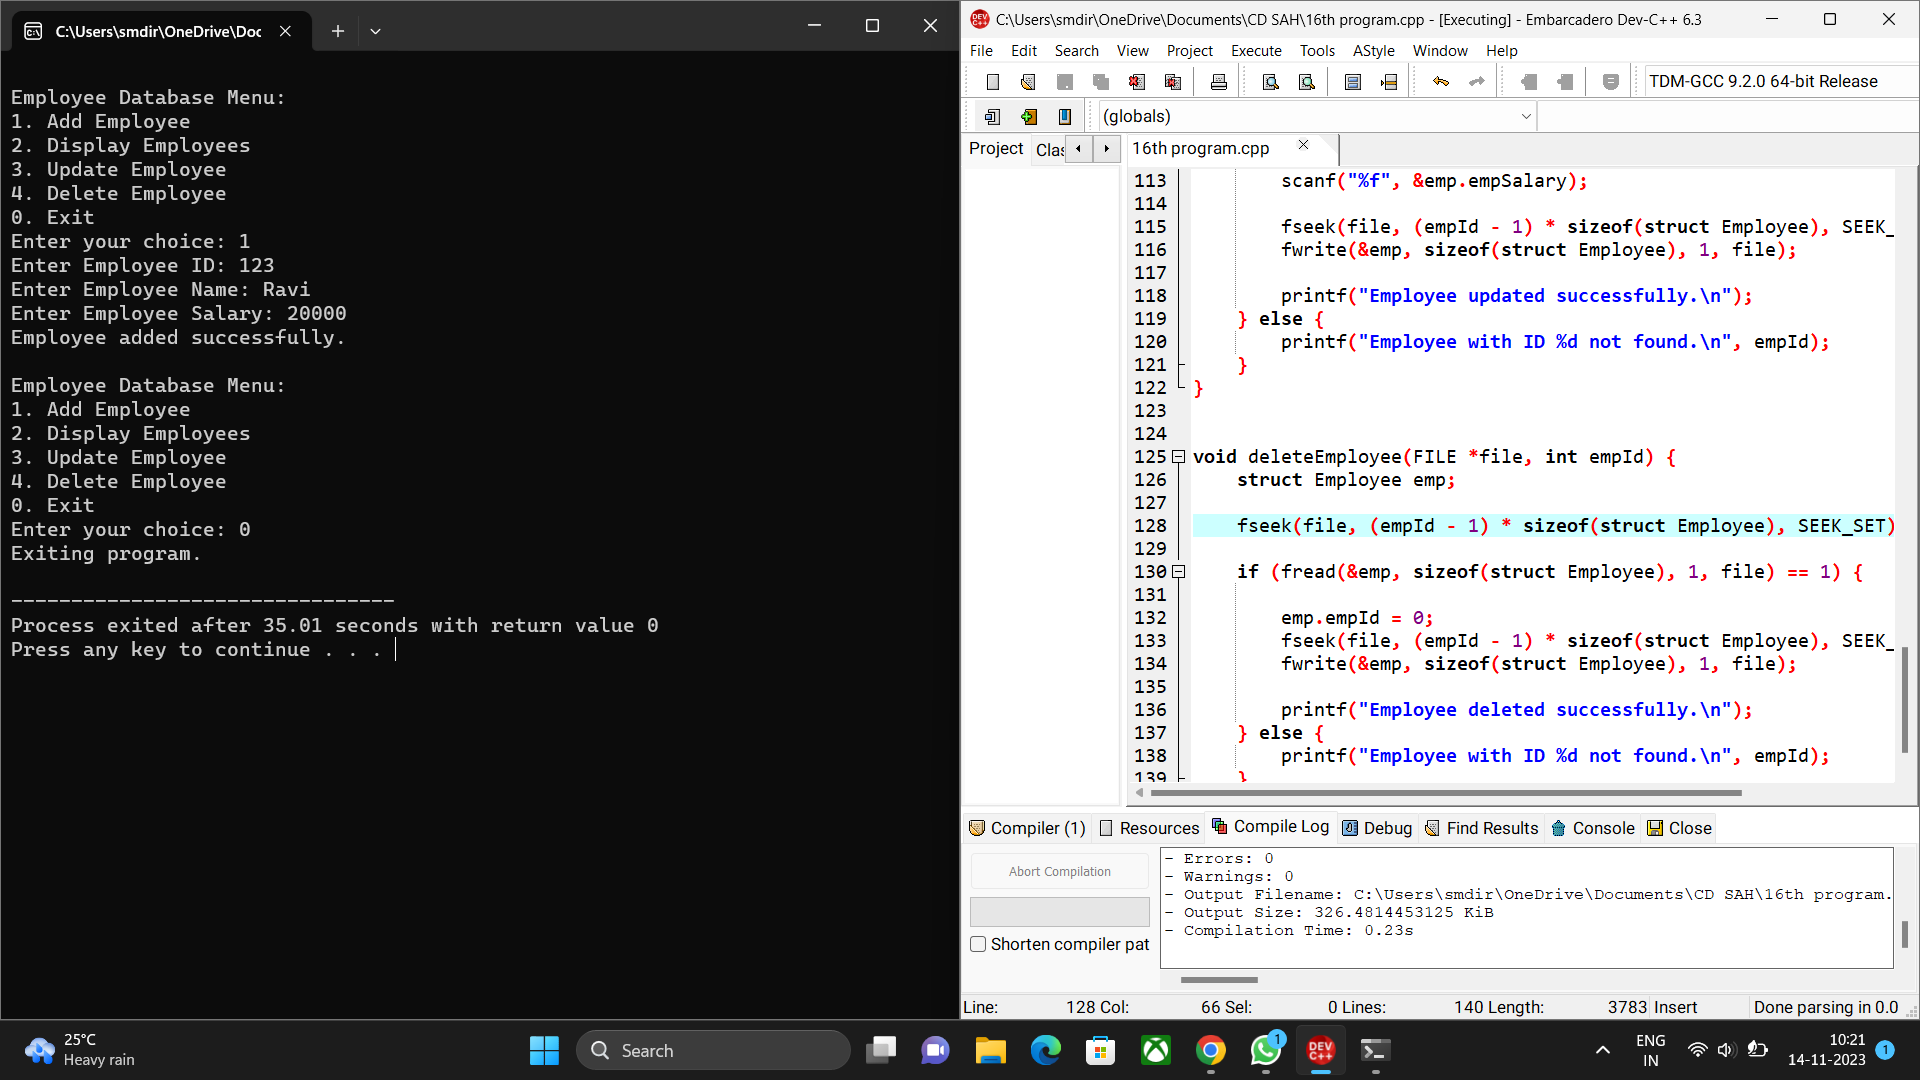 C:\Users\smdir\OneDrive\Doc
Employee Database Menu:
1. Add Employee
2. Display Employees
3. Update Employee
4. Delete Employee
0. Exit
Enter your choice: 1
Enter Employee ID: 123
Enter Employee Name: Ravi
Enter Employee Salary: 20000
Employee added successfully.
Employee Database Menu:
1. Add Employee
2. Display Employees
3. Update Employee
4. Delete Employee
0. Exit
Enter your choice: 0
Exiting program.
--------------------------------
Process exited after 35.01 seconds with return value 0
Press any key to continue . . .
C:\Users\smdir\OneDrive\Documents\CD SAH\16th program.cpp - [Executing] - Embarcadero Dev-C++ 6.3
File Edit Search View Project Execute Tools AStyle Window Help
TDM-GCC 9.2.0 64-bit Release
(globals)
Project Clas 16th program.cpp
113 scanf("%f", &emp.empSalary);
114
115 fseek(file, (empId - 1) * sizeof(struct Employee), SEEK_
116 fwrite(&emp, sizeof(struct Employee), 1, file);
117
118 printf("Employee updated successfully.\n");
119 } else {
120 printf("Employee with ID %d not found.\n", empId);
121 }
122 }
123
124
125 void deleteEmployee(FILE *file, int empId) {
126 struct Employee emp;
127
128 fseek(file, (empId - 1) * sizeof(struct Employee), SEEK_SET)
129
130 if (fread(&emp, sizeof(struct Employee), 1, file) == 1) {
131
132 emp.empId = 0;
133 fseek(file, (empId - 1) * sizeof(struct Employee), SEEK_
134 fwrite(&emp, sizeof(struct Employee), 1, file);
135
136 printf("Employee deleted successfully.\n");
137 } else {
138 printf("Employee with ID %d not found.\n", empId);
139 }
Compiler (1) Resources Compile Log Debug Find Results Console Close
Abort Compilation
Shorten compiler pat
- Errors: 0
- Warnings: 0
- Output Filename: C:\Users\smdir\OneDrive\Documents\CD SAH\16th program.
- Output Size: 326.4814453125 KiB
- Compilation Time: 0.23s
Line: 128 Col: 66 Sel: 0 Lines: 140 Length: 3783 Insert Done parsing in 0.0
25°C
Heavy rain
Search
1
DEV C++
ENG
IN
10:21
14-11-2023
1